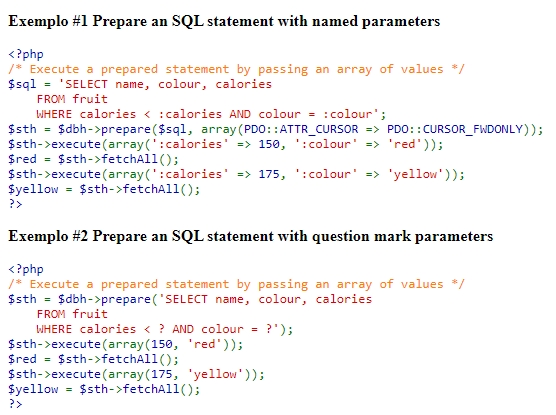 Exemplo #1 Prepare an SQL statement with named parameters
<?php
/* Execute a prepared statement by passing an array of values */
$sql = 'SELECT name, colour, calories
    FROM fruit
    WHERE calories < :calories AND colour = :colour';
$sth = $dbh->prepare($sql, array(PDO::ATTR_CURSOR => PDO::CURSOR_FWDONLY));
$sth->execute(array(':calories' => 150, ':colour' => 'red'));
$red = $sth->fetchAll();
$sth->execute(array(':calories' => 175, ':colour' => 'yellow'));
$yellow = $sth->fetchAll();
?>
Exemplo #2 Prepare an SQL statement with question mark parameters
<?php
/* Execute a prepared statement by passing an array of values */
$sth = $dbh->prepare('SELECT name, colour, calories
    FROM fruit
    WHERE calories < ? AND colour = ?');
$sth->execute(array(150, 'red'));
$red = $sth->fetchAll();
$sth->execute(array(175, 'yellow'));
$yellow = $sth->fetchAll();
?>